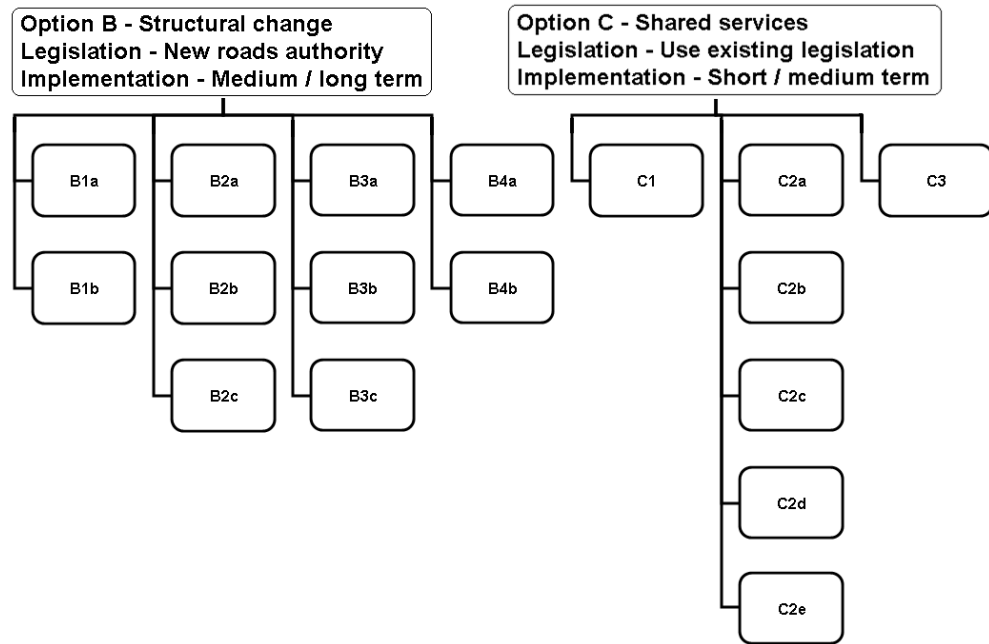 Option B - Structural change
Legislation - New roads authority
Implementation - Medium / long term
Option C - Shared services
Legislation - Use existing legislation
Implementation - Short / medium term
B1a
B2a
B3a
B4a
C1
C2a
C3
B1b
B2b
B3b
B4b
C2b
B2c
B3c
C2c
C2d
C2e